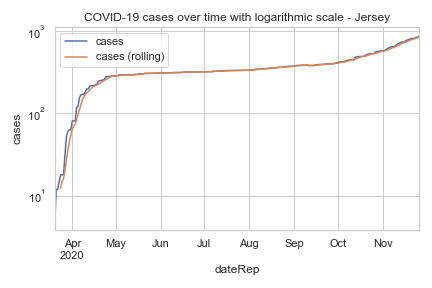 COVID-19 cases over time with logarithmic scale - Jersey
cases
cases (rolling)
10³
10²
10¹
cases
Apr May Jun Jul Aug Sep Oct Nov
2020
dateRep